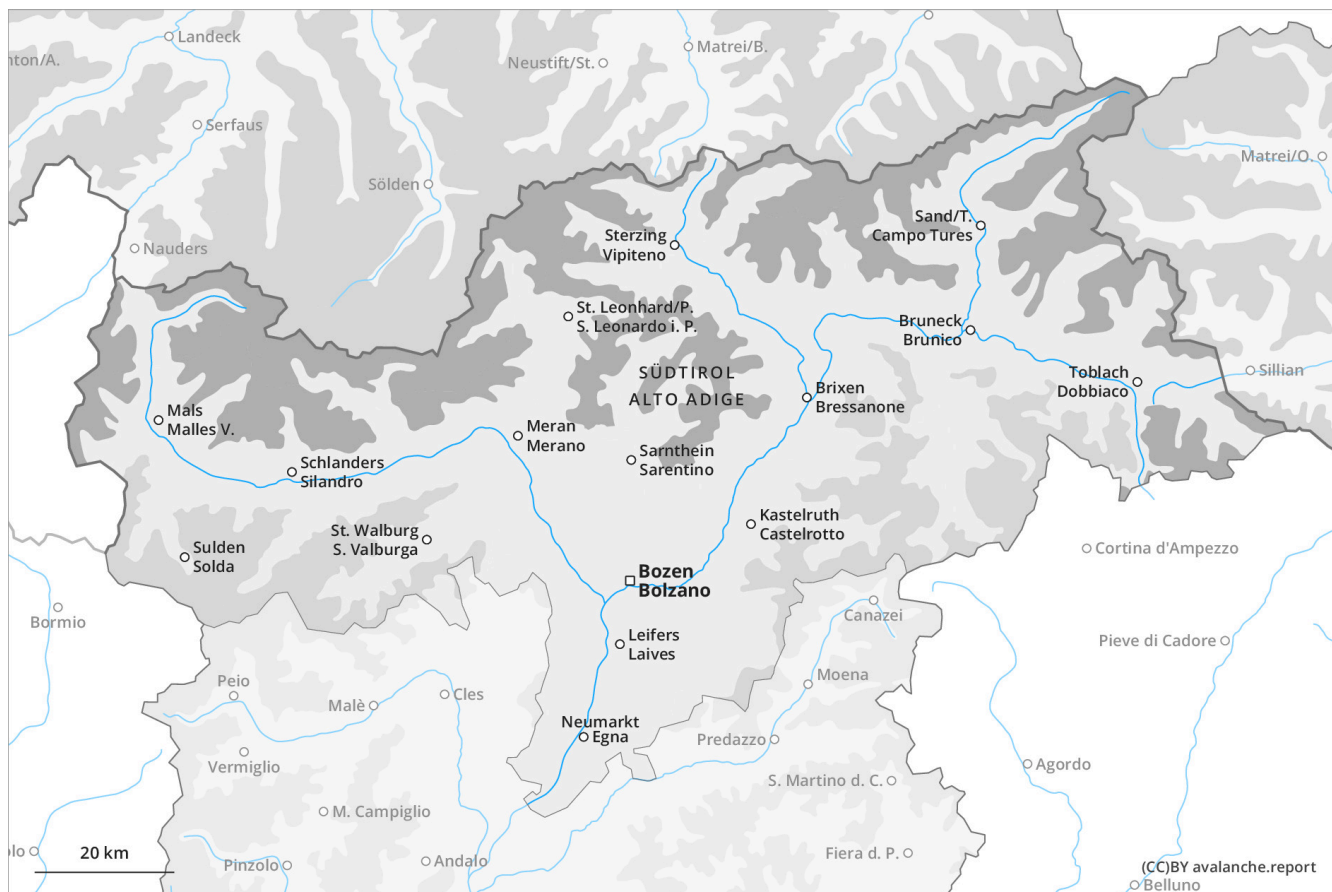 Landeck
nton/A.
Matrei/B.
Neustift/St.
Serfaus
Matrei/O.
Sölden
Sand/T.
Campo Tures
Nauders
Sterzing
Vipiteno
St. Leonhard/P.
S. Leonardo i. P.
Bruneck
Brunico
SÜDTIROL
ALTO ADIGE
Toblach
Dobbiaco
Sillian
Brixen
Bressanone
Mals
Malles V.
Meran
Merano
Sarnthein
Sarentino
Schlanders
Silandro
Kastelruth
Castelrotto
St. Walburg
S. Valburga
Sulden
Solda
Cortina d'Ampezzo
Bozen
Bolzano
Bormio
Canazei
Leifers
Laives
Pieve di Cadore
Peio
Moena
Malè
Cles
Neumarkt
Egna
Predazzo
Vermiglio
Agordo
S. Martino d. C.
M. Campiglio
olo
20 km
Pinzolo
Andalo
Fiera d. P.
(CC)BY avalanche.report
Belluno